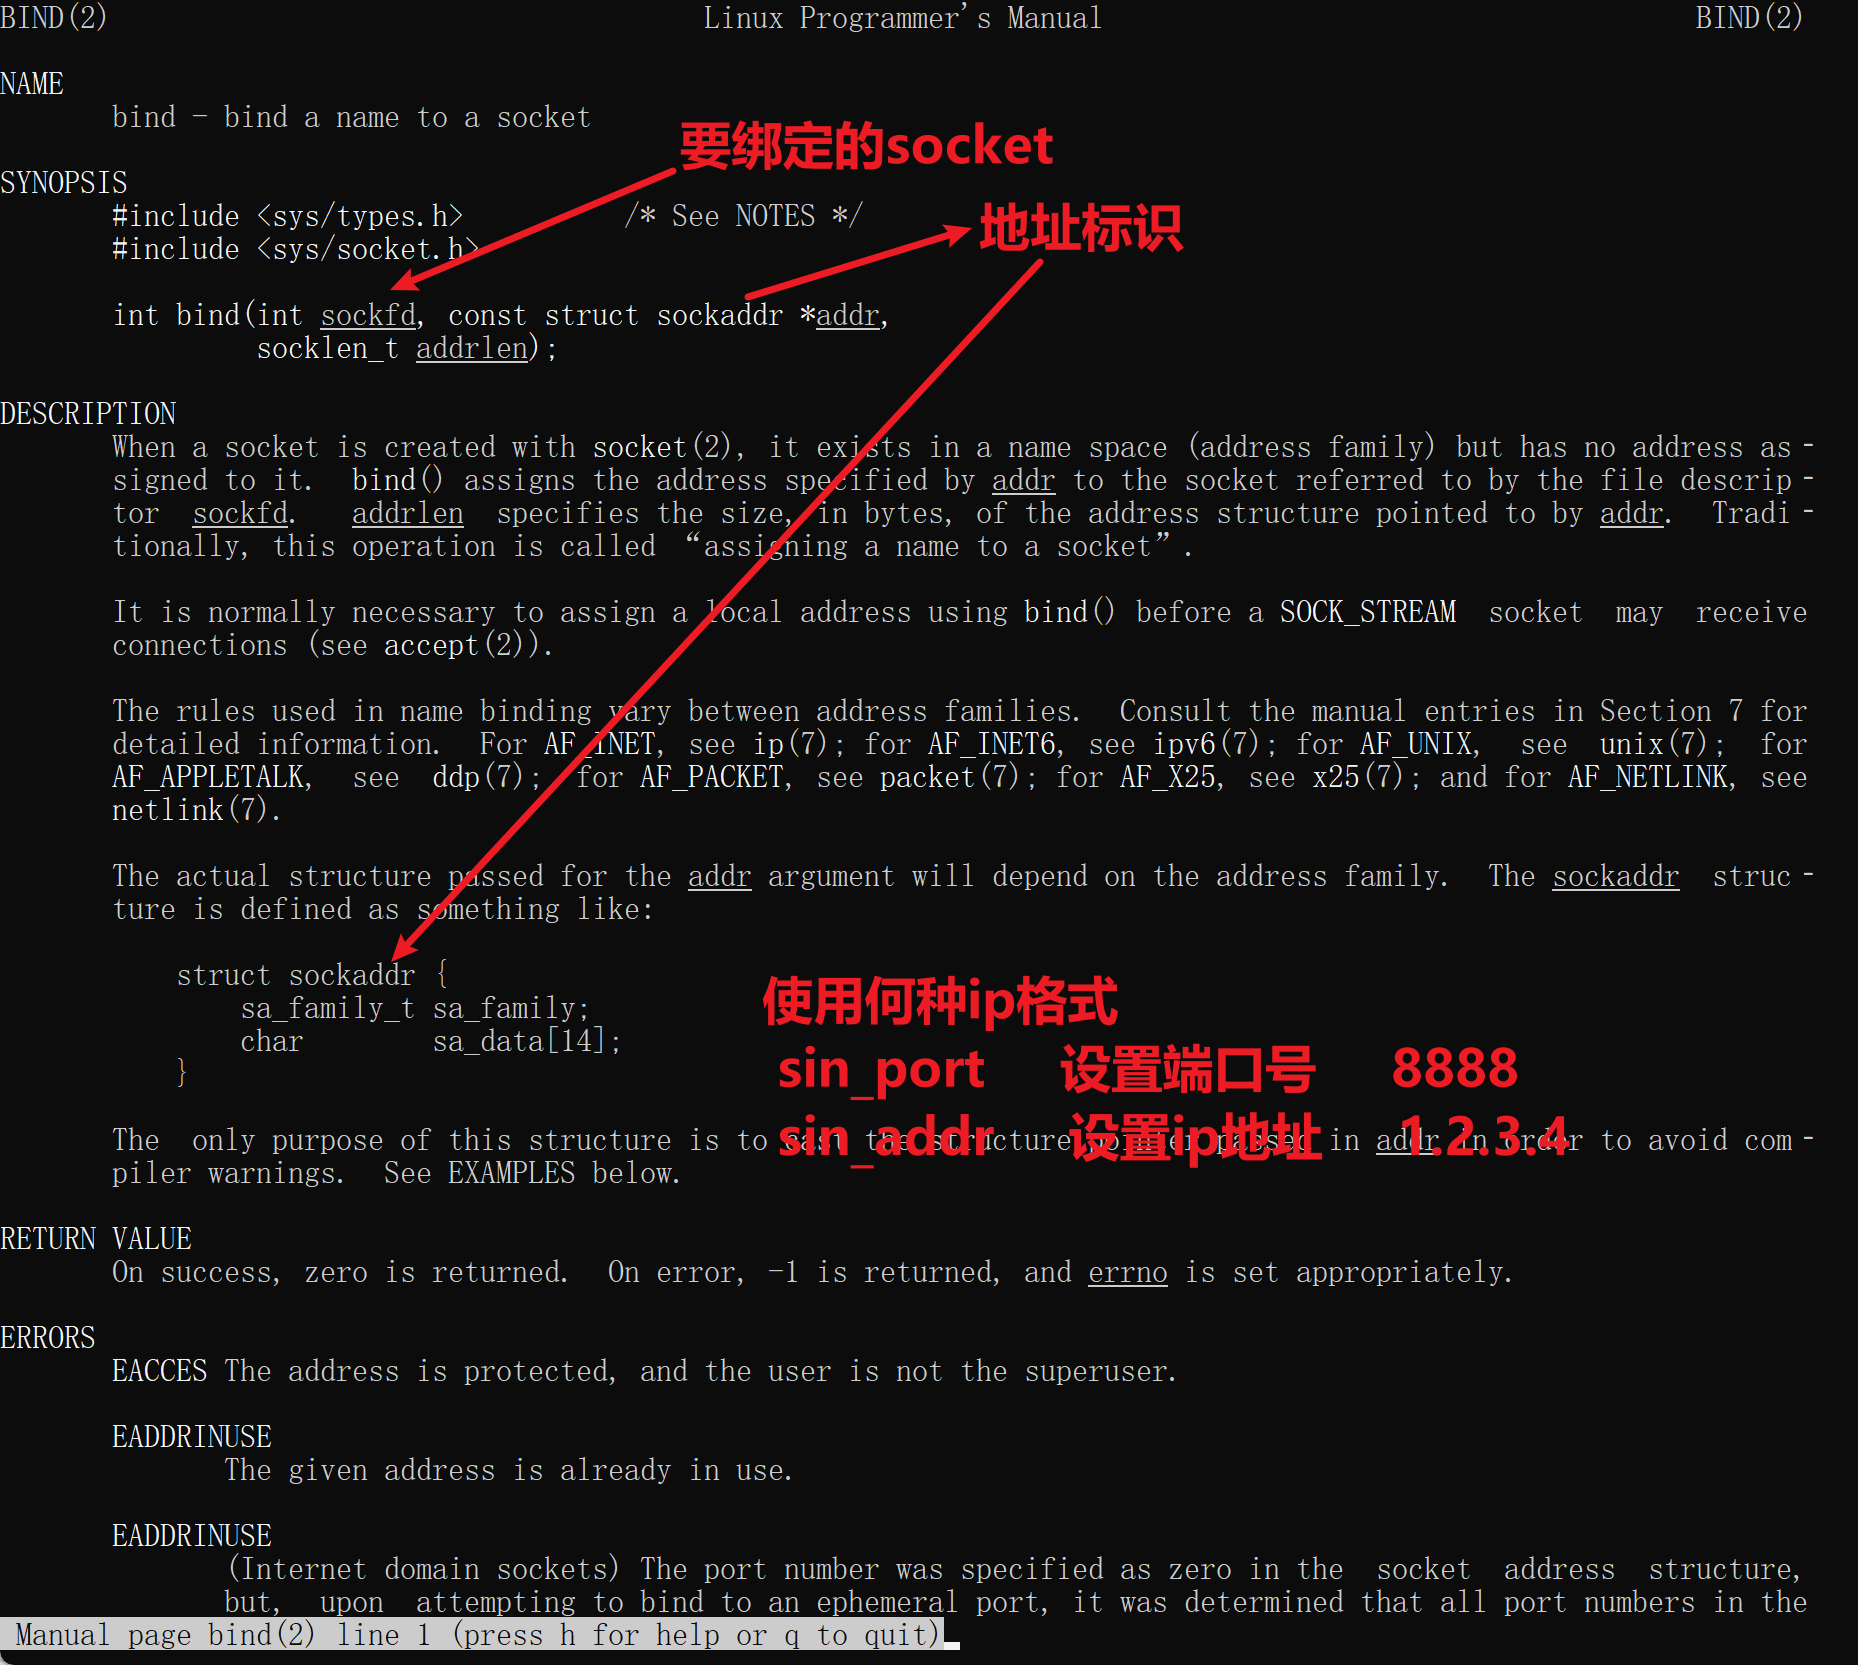 BIND(2) Linux Programmer's Manual BIND(2)
NAME
bind - bind a name to a socket
要绑定的socket
SYNOPSIS
#include <sys/types.h> /* See NOTES */
地址标识
#include <sys/socket.h>
int bind(int sockfd, const struct sockaddr *addr,
socklen_t addrlen);
DESCRIPTION
When a socket is created with socket(2), it exists in a name space (address family) but has no address as-
signed to it. bind() assigns the address specified by addr to the socket referred to by the file descrip-
tor sockfd. addrlen specifies the size, in bytes, of the address structure pointed to by addr. Tradi-
tionally, this operation is called “assigning a name to a socket”.
It is normally necessary to assign a local address using bind() before a SOCK_STREAM socket may receive
connections (see accept(2)).
The rules used in name binding vary between address families. Consult the manual entries in Section 7 for
detailed information. For AF_INET, see ip(7); for AF_INET6, see ipv6(7); for AF_UNIX, see unix(7); for
AF_APPLETALK, see ddp(7); for AF_PACKET, see packet(7); for AF_X25, see x25(7); and for AF_NETLINK, see
netlink(7).
The actual structure passed for the addr argument will depend on the address family. The sockaddr struc-
ture is defined as something like:
struct sockaddr {
sa_family_t sa_family;
使用何种ip格式
char sa_data[14];
sin_port 设置端口号 8888
}
sin_addr 设置ip地址 1.2.3.4
The only purpose of this structure is to cast the structure pointer passed in addr in order to avoid com-
piler warnings. See EXAMPLES below.
RETURN VALUE
On success, zero is returned. On error, -1 is returned, and errno is set appropriately.
ERRORS
EACCES The address is protected, and the user is not the superuser.
EADDRINUSE
The given address is already in use.
EADDRINUSE
(Internet domain sockets) The port number was specified as zero in the socket address structure,
but, upon attempting to bind to an ephemeral port, it was determined that all port numbers in the
Manual page bind(2) line 1 (press h for help or q to quit)